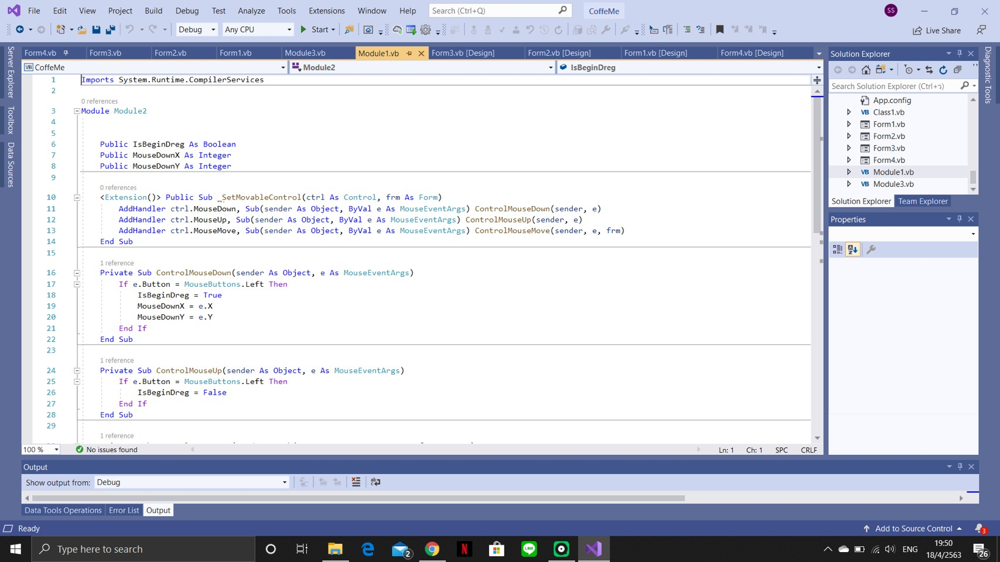 File Edit View Project Build Debug Test Analyze Tools Extensions Window Help Search (Ctrl+Q) CoffeMe SS
Debug Any CPU Start Live Share
Form4.vb Form3.vb Form2.vb Form1.vb Module3.vb Module1.vb Form3.vb [Design] Form2.vb [Design] Form1.vb [Design] Form4.vb [Design]
VB CoffeMe Module2 IsBeginDreg
1 Imports System.Runtime.CompilerServices
2
0 references
3 Module Module2
4
5
6 Public IsBeginDreg As Boolean
7 Public MouseDownX As Integer
8 Public MouseDownY As Integer
9
0 references
10 <Extension()> Public Sub _SetMovableControl(ctrl As Control, frm As Form)
11 AddHandler ctrl.MouseDown, Sub(sender As Object, ByVal e As MouseEventArgs) ControlMouseDown(sender, e)
12 AddHandler ctrl.MouseUp, Sub(sender As Object, ByVal e As MouseEventArgs) ControlMouseUp(sender, e)
13 AddHandler ctrl.MouseMove, Sub(sender As Object, ByVal e As MouseEventArgs) ControlMouseMove(sender, e, frm)
14 End Sub
15
1 reference
16 Private Sub ControlMouseDown(sender As Object, e As MouseEventArgs)
17 If e.Button = MouseButtons.Left Then
18 IsBeginDreg = True
19 MouseDownX = e.X
20 MouseDownY = e.Y
21 End If
22 End Sub
23
1 reference
24 Private Sub ControlMouseUp(sender As Object, e As MouseEventArgs)
25 If e.Button = MouseButtons.Left Then
26 IsBeginDreg = False
27 End If
28 End Sub
29
1 reference
100 % No issues found Ln: 1 Ch: 1 SPC CRLF
Server Explorer
Toolbox
Data Sources
Solution Explorer
Search Solution Explorer (Ctrl+ว)
App.config
VB Class1.vb
Form1.vb
Form2.vb
Form3.vb
Form4.vb
VB Module1.vb
VB Module3.vb
Solution Explorer Team Explorer
Properties
Diagnostic Tools
Output
Show output from: Debug
Data Tools Operations Error List Output
Ready Add to Source Control 3
Type here to search 2 N LINE ENG 19:50
18/4/2563 26